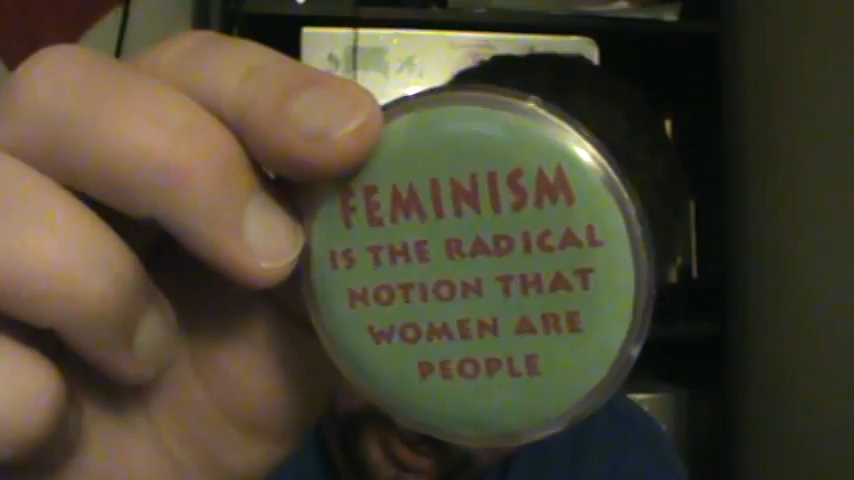 FEMINISM
IS THE RADICAL
NOTION THAT
WOMEN ARE
PEOPLE